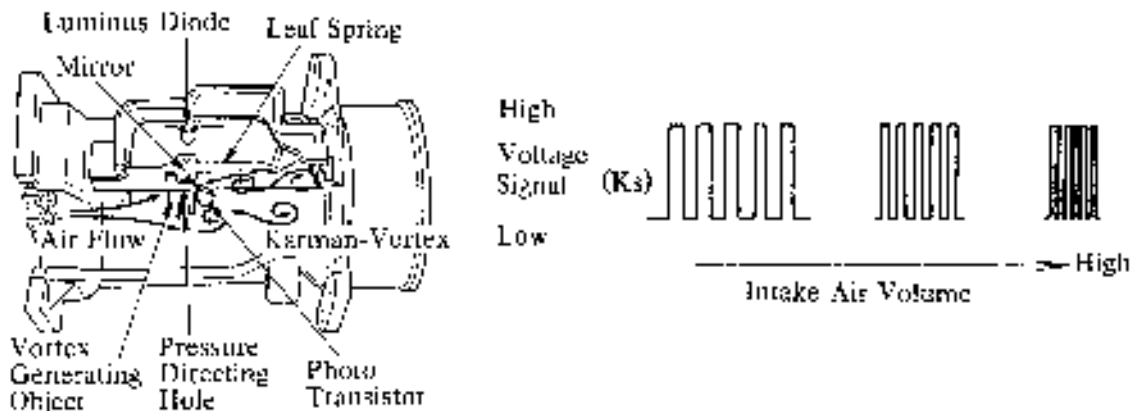 Luminus Diode
Leaf Spring
Mirror
Air Flow
Karman-Vortex
Vortex
Generating
Object
Pressure
Directing
Hole
Photo
Transistor
High
Voltage
Signal
(Ks)
Low
High
Intake Air Volume